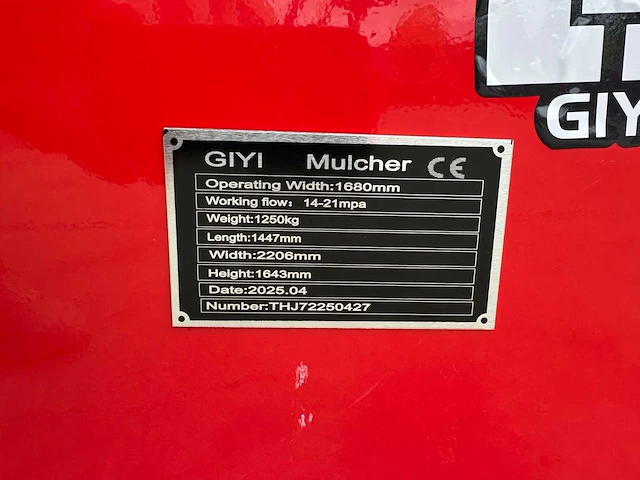 GIY
GIYI Mulcher CE
Operating Width:1680mm
Working flow: 14-21mpa
Weight:1250kg
Length:1447mm
Width:2206mm
Height:1643mm
Date:2025.04
Number:THJ72250427